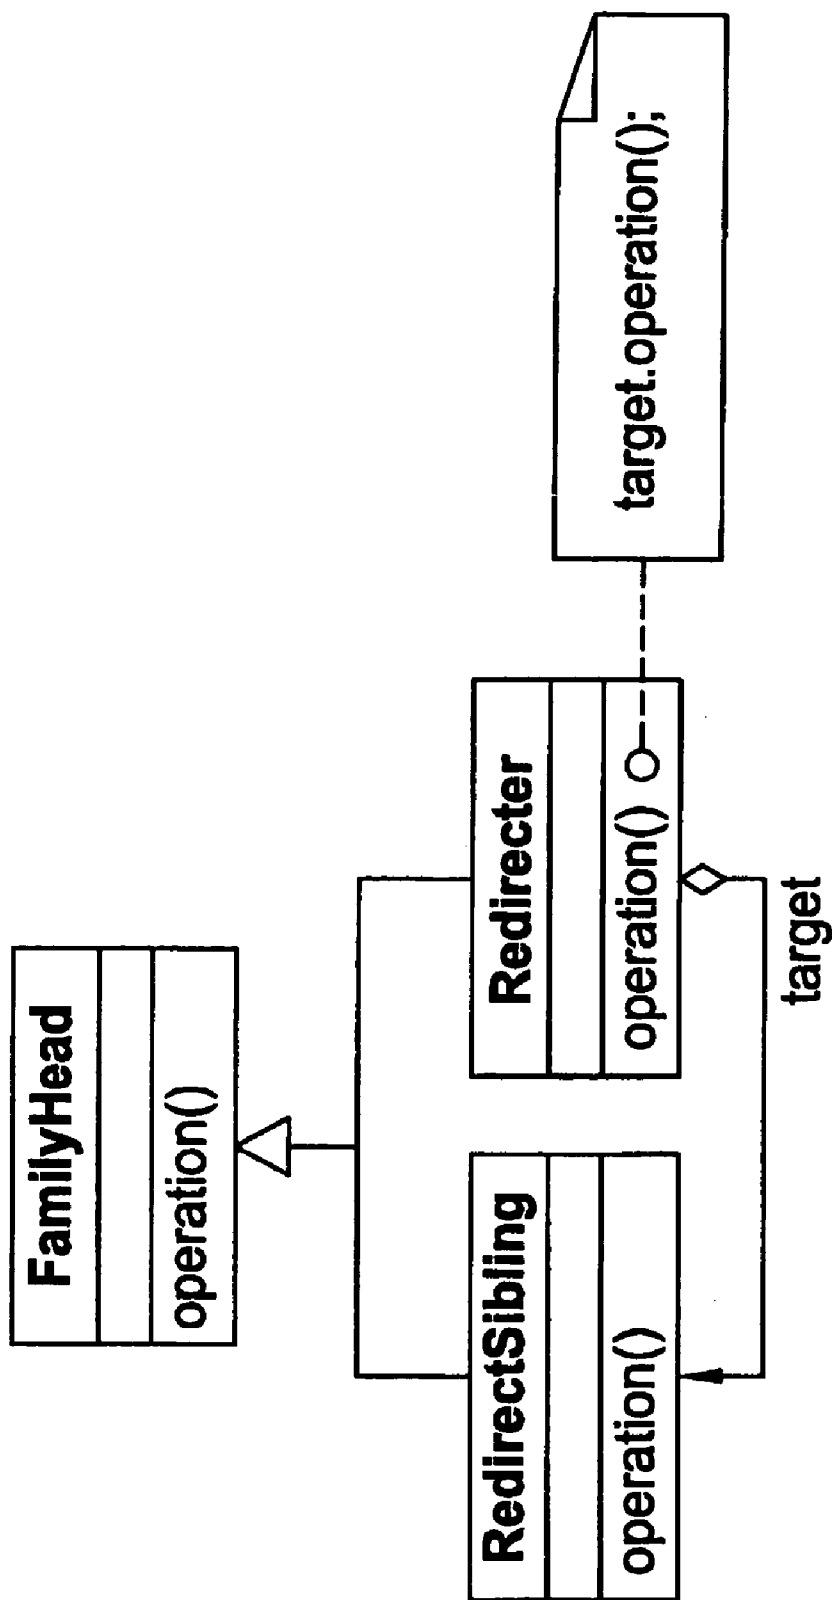 FamilyHead
operation()
RedirectSibling
operation()
Redirecter
operation()
target.operation();
target